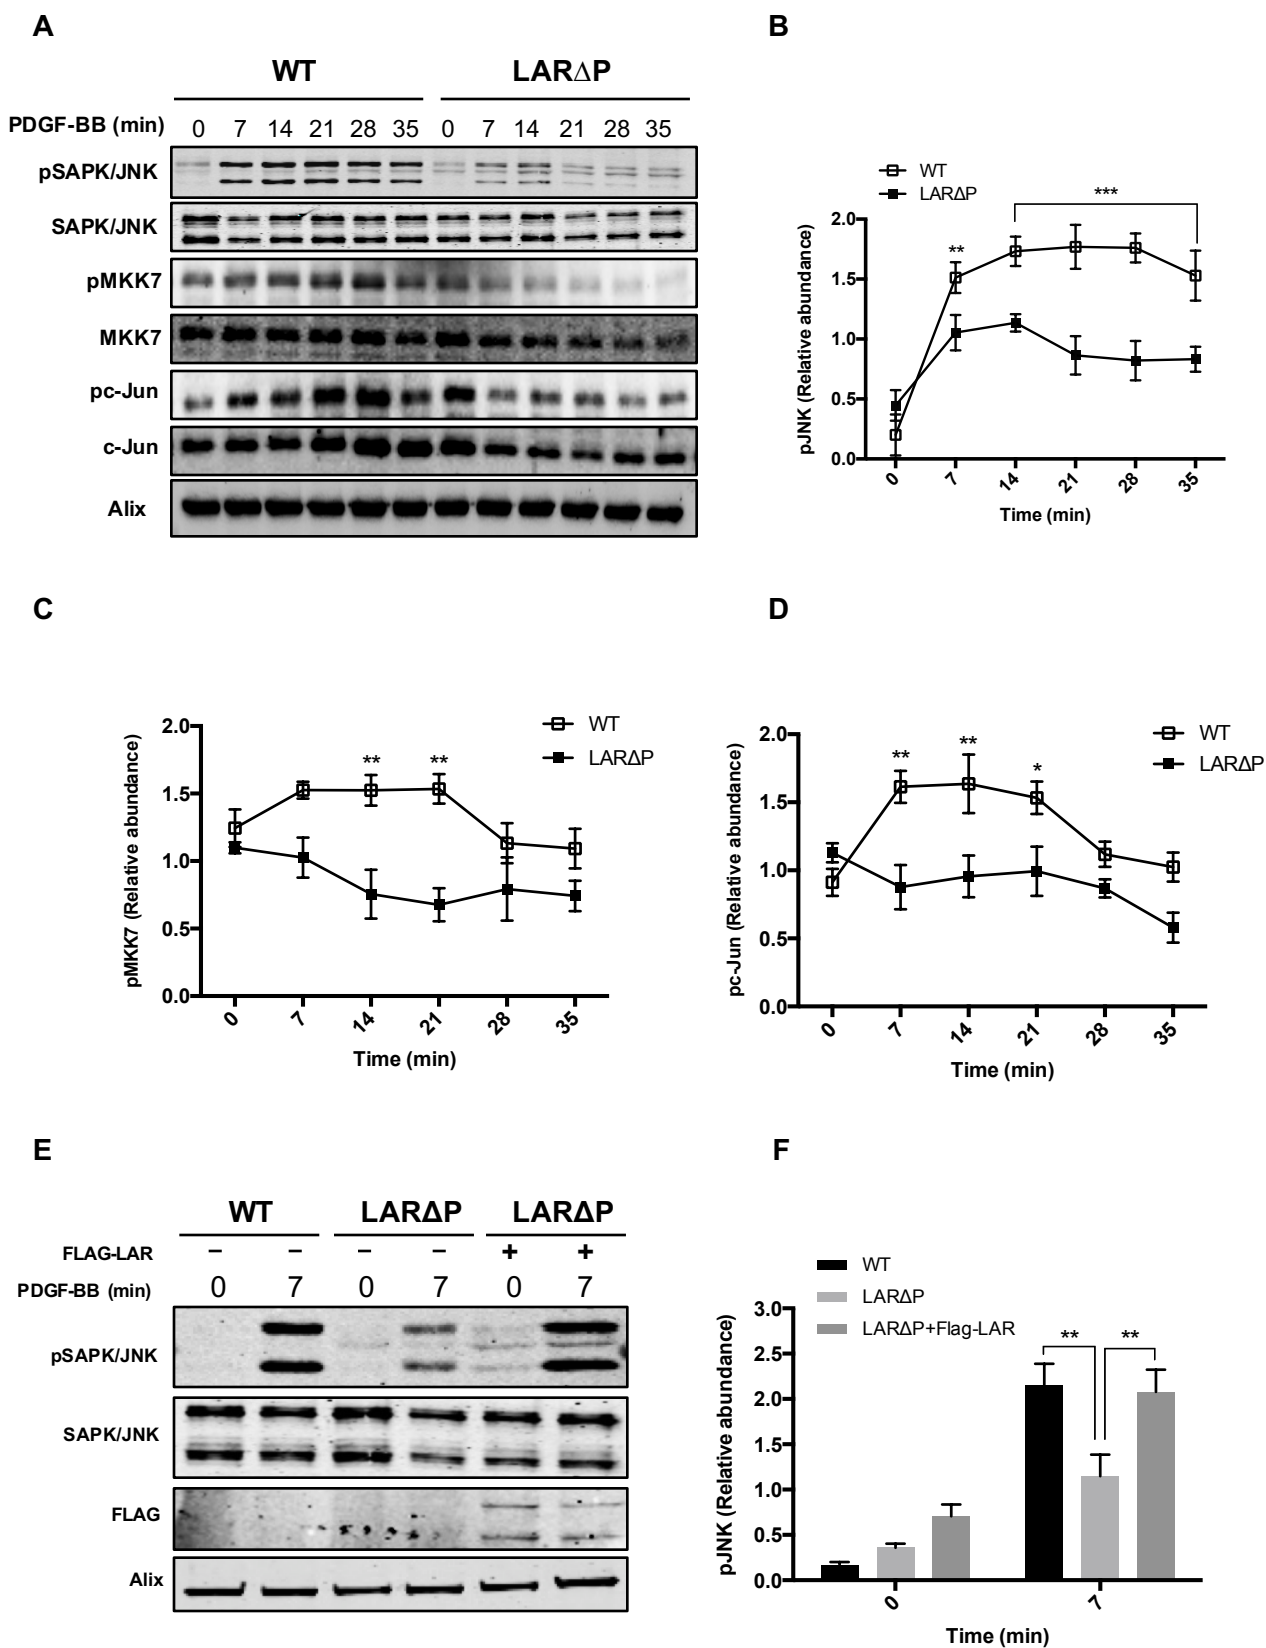 A
WT LAR∆P
PDGF-BB (min) 0 7 14 21 28 35 0 7 14 21 28 35
pSAPK/JNK
SAPK/JNK
pMKK7
MKK7
pc-Jun
c-Jun
Alix
B
WT
LARΔP
***
**
pJNK (Relative abundance)
2.0
1.5
1.0
0.5
0.0
0 7 14 21 28 35
Time (min)
C
WT
LARΔP
** **
pMKK7 (Relative abundance)
2.0
1.5
1.0
0.5
0.0
0 7 14 21 28 35
Time (min)
D
WT
LARΔP
** ** *
pc-Jun (Relative abundance)
2.0
1.5
1.0
0.5
0.0
0 7 14 21 28 35
Time (min)
E
WT LARΔP LARΔP
FLAG-LAR – – – – + +
PDGF-BB (min) 0 7 0 7 0 7
pSAPK/JNK
SAPK/JNK
FLAG
Alix
F
WT
LARΔP
LARΔP+Flag-LAR
** **
pJNK (Relative abundance)
3.0
2.5
2.0
1.5
1.0
0.5
0.0
0 7
Time (min)